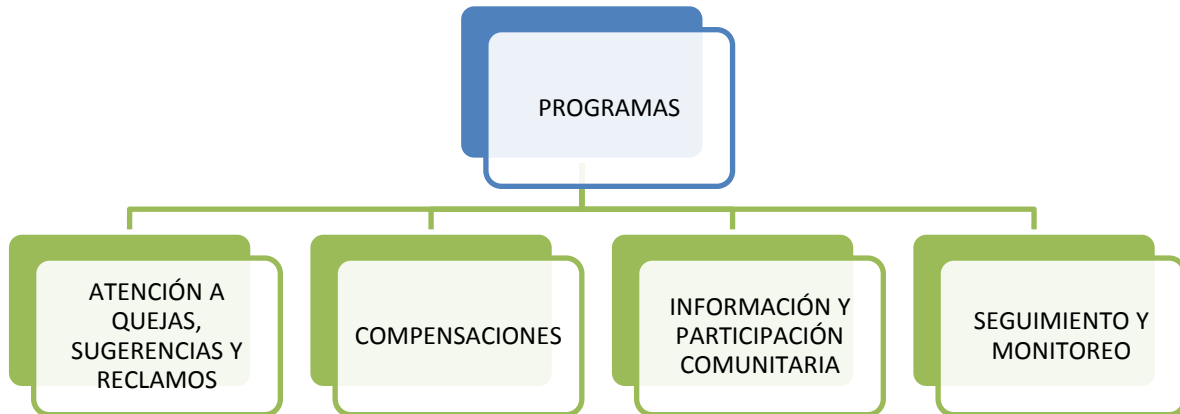 PROGRAMAS
ATENCIÓN A
QUEJAS,
SUGERENCIAS Y
RECLAMOS
COMPENSACIONES
INFORMACIÓN Y
PARTICIPACIÓN
COMUNITARIA
SEGUIMIENTO Y
MONITOREO